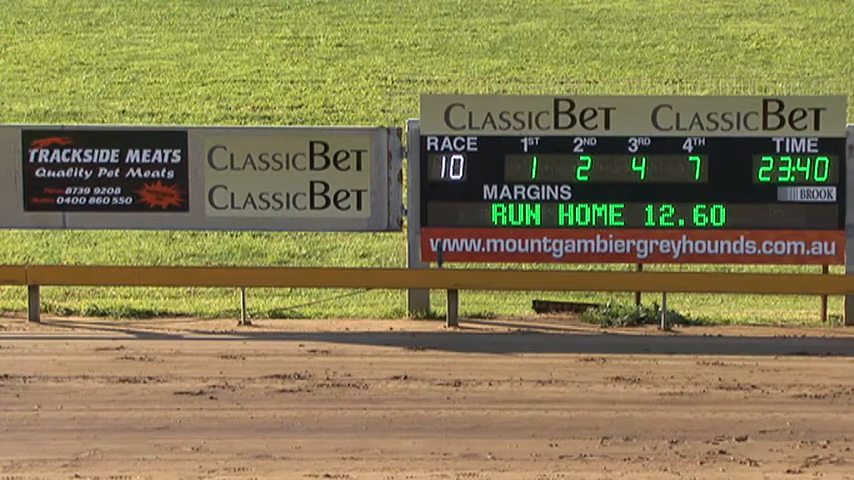 TRACKSIDE MEATS
Quality Pet Meats
8739 9208
0400 860 550
CLASSICBET
CLASSICBET
CLASSICBET CLASSICBET
RACE 1ST 2ND 3RD 4TH TIME
10 1 2 4 7 23:40
MARGINS BROOK
RUN HOME 12.60
www.mountgambiergreyhounds.com.au